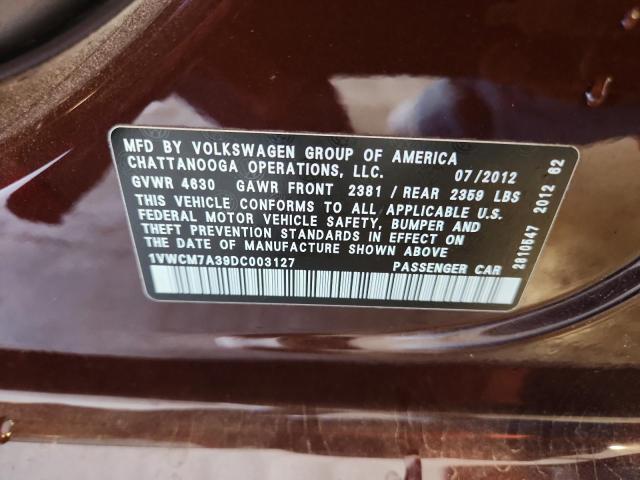 MFD BY VOLKSWAGEN GROUP OF AMERICA
CHATTANOOGA OPERATIONS, LLC. 07/2012
GVWR 4630 GAWR FRONT 2381 / REAR 2359 LBS
THIS VEHICLE CONFORMS TO ALL APPLICABLE U.S.
FEDERAL MOTOR VEHICLE SAFETY, BUMPER AND
THEFT PREVENTION STANDARDS IN EFFECT ON
THE DATE OF MANUFACTURE SHOWN ABOVE
1VWCM7A39DC003127 PASSENGER CAR
2810547 2012 62